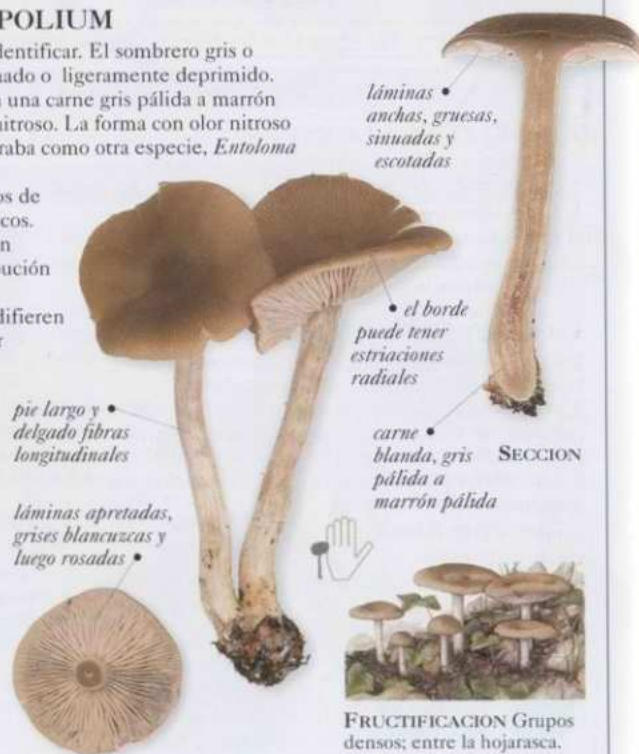 POLIUM
dentificar. El sombrero gris o
nado o ligeramente deprimido.
una carne gris pálida a marrón
nitroso. La forma con olor nitroso
raba como otra especie, Entoloma
os de
cos.
n
ución
difieren
r
láminas •
anchas, gruesas,
sinuadas y
escotadas
• el borde
puede tener
estriaciones
radiales
pie largo y •
delgado fibras
longitudinales
carne •
blanda, gris
pálida a
marrón pálida
SECCION
láminas apretadas,
grises blancuzcas y
luego rosadas •
FRUCTIFICACION Grupos
densos; entre la hojarasca.